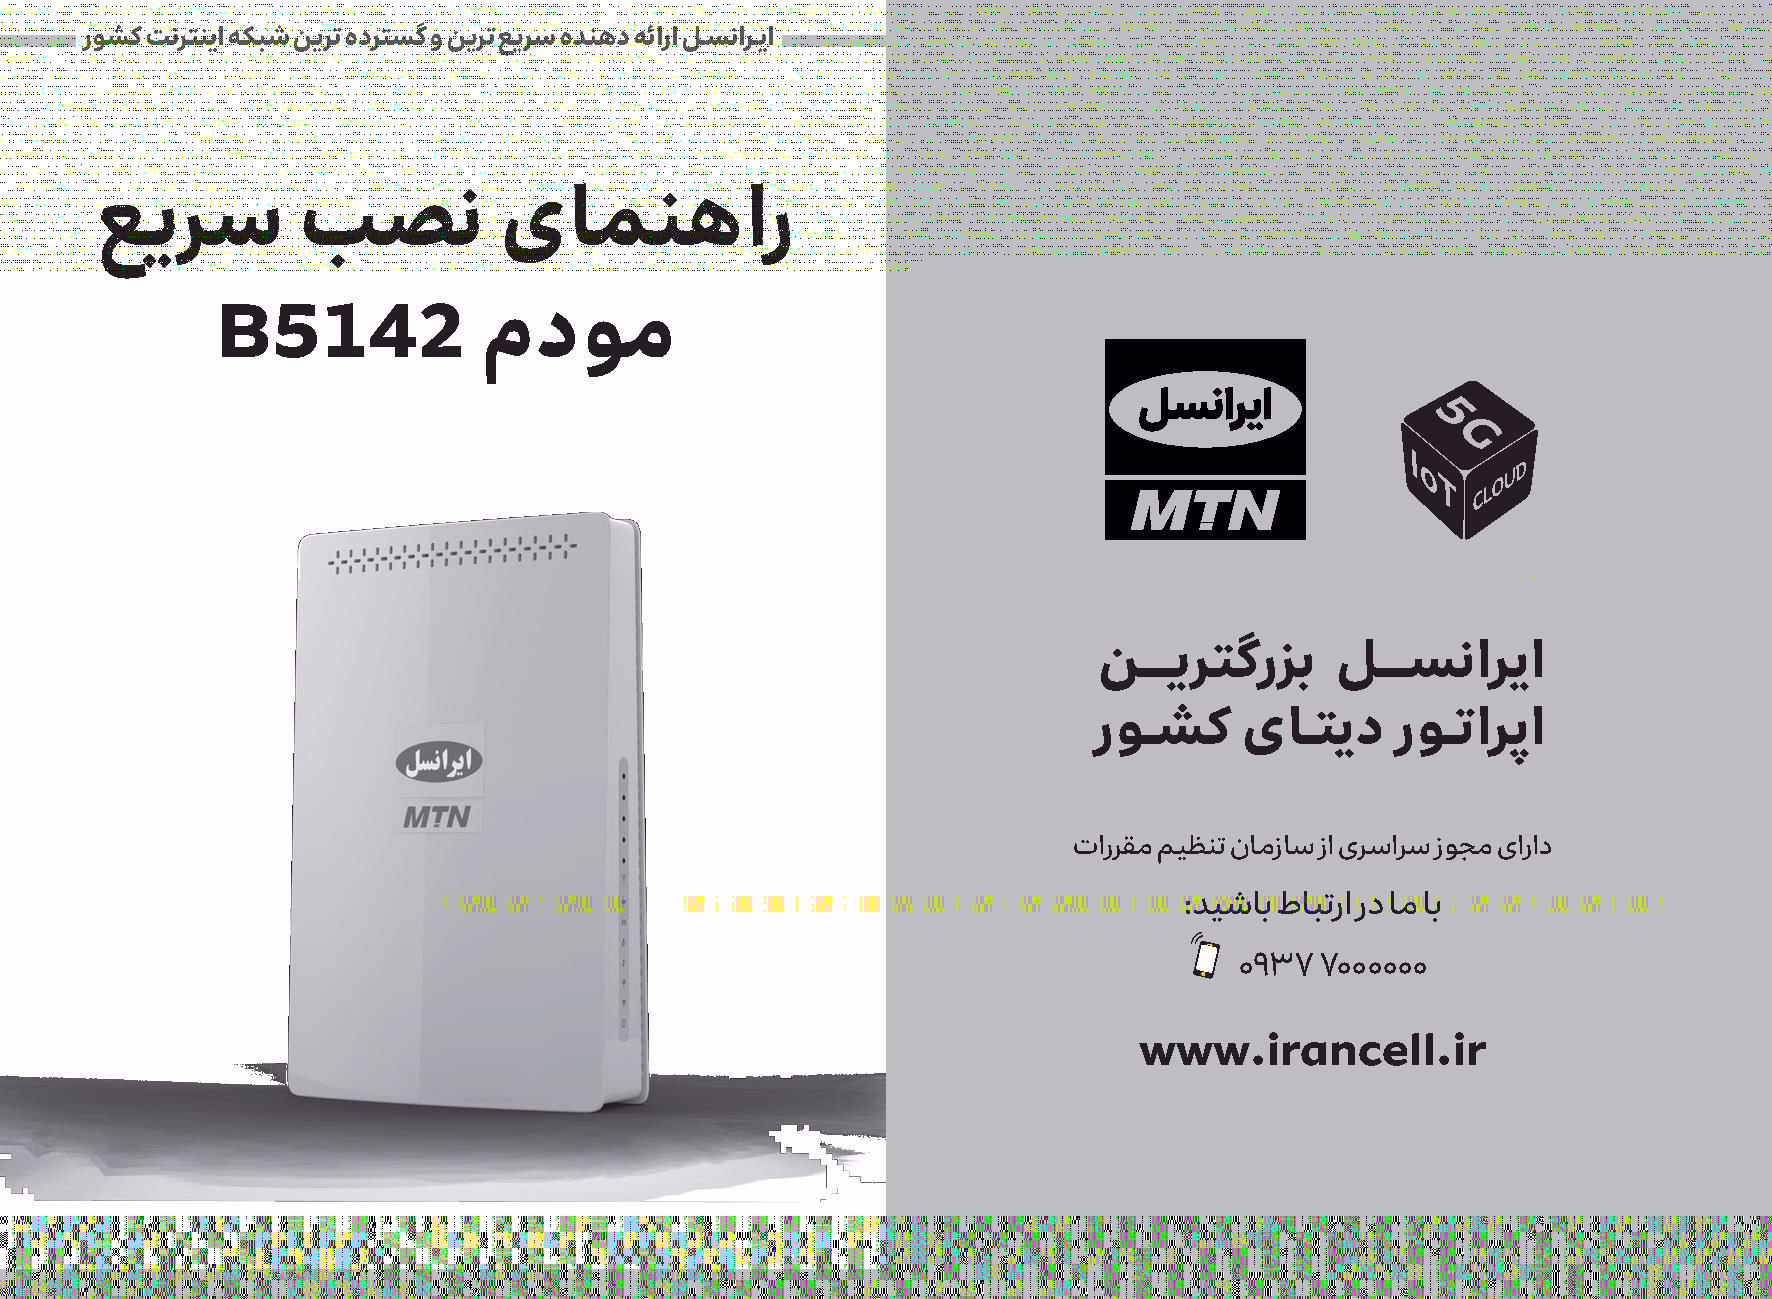 ایرانسل ارائه دهنده سریع ترین و گسترده ترین شبکه اینترنت کشور
راهنمای نصب سریع
مودم B5142
ایرانسل
MTN
ایرانسل
MTN
5G
IoT
CLOUD
ایرانسل بزرگترین
اپراتور دیتای کشور
دارای مجوز سراسری از سازمان تنظیم مقررات
با ما در ارتباط باشید:
۰۹۳۷ ۷۰۰۰۰۰۰
www.irancell.ir